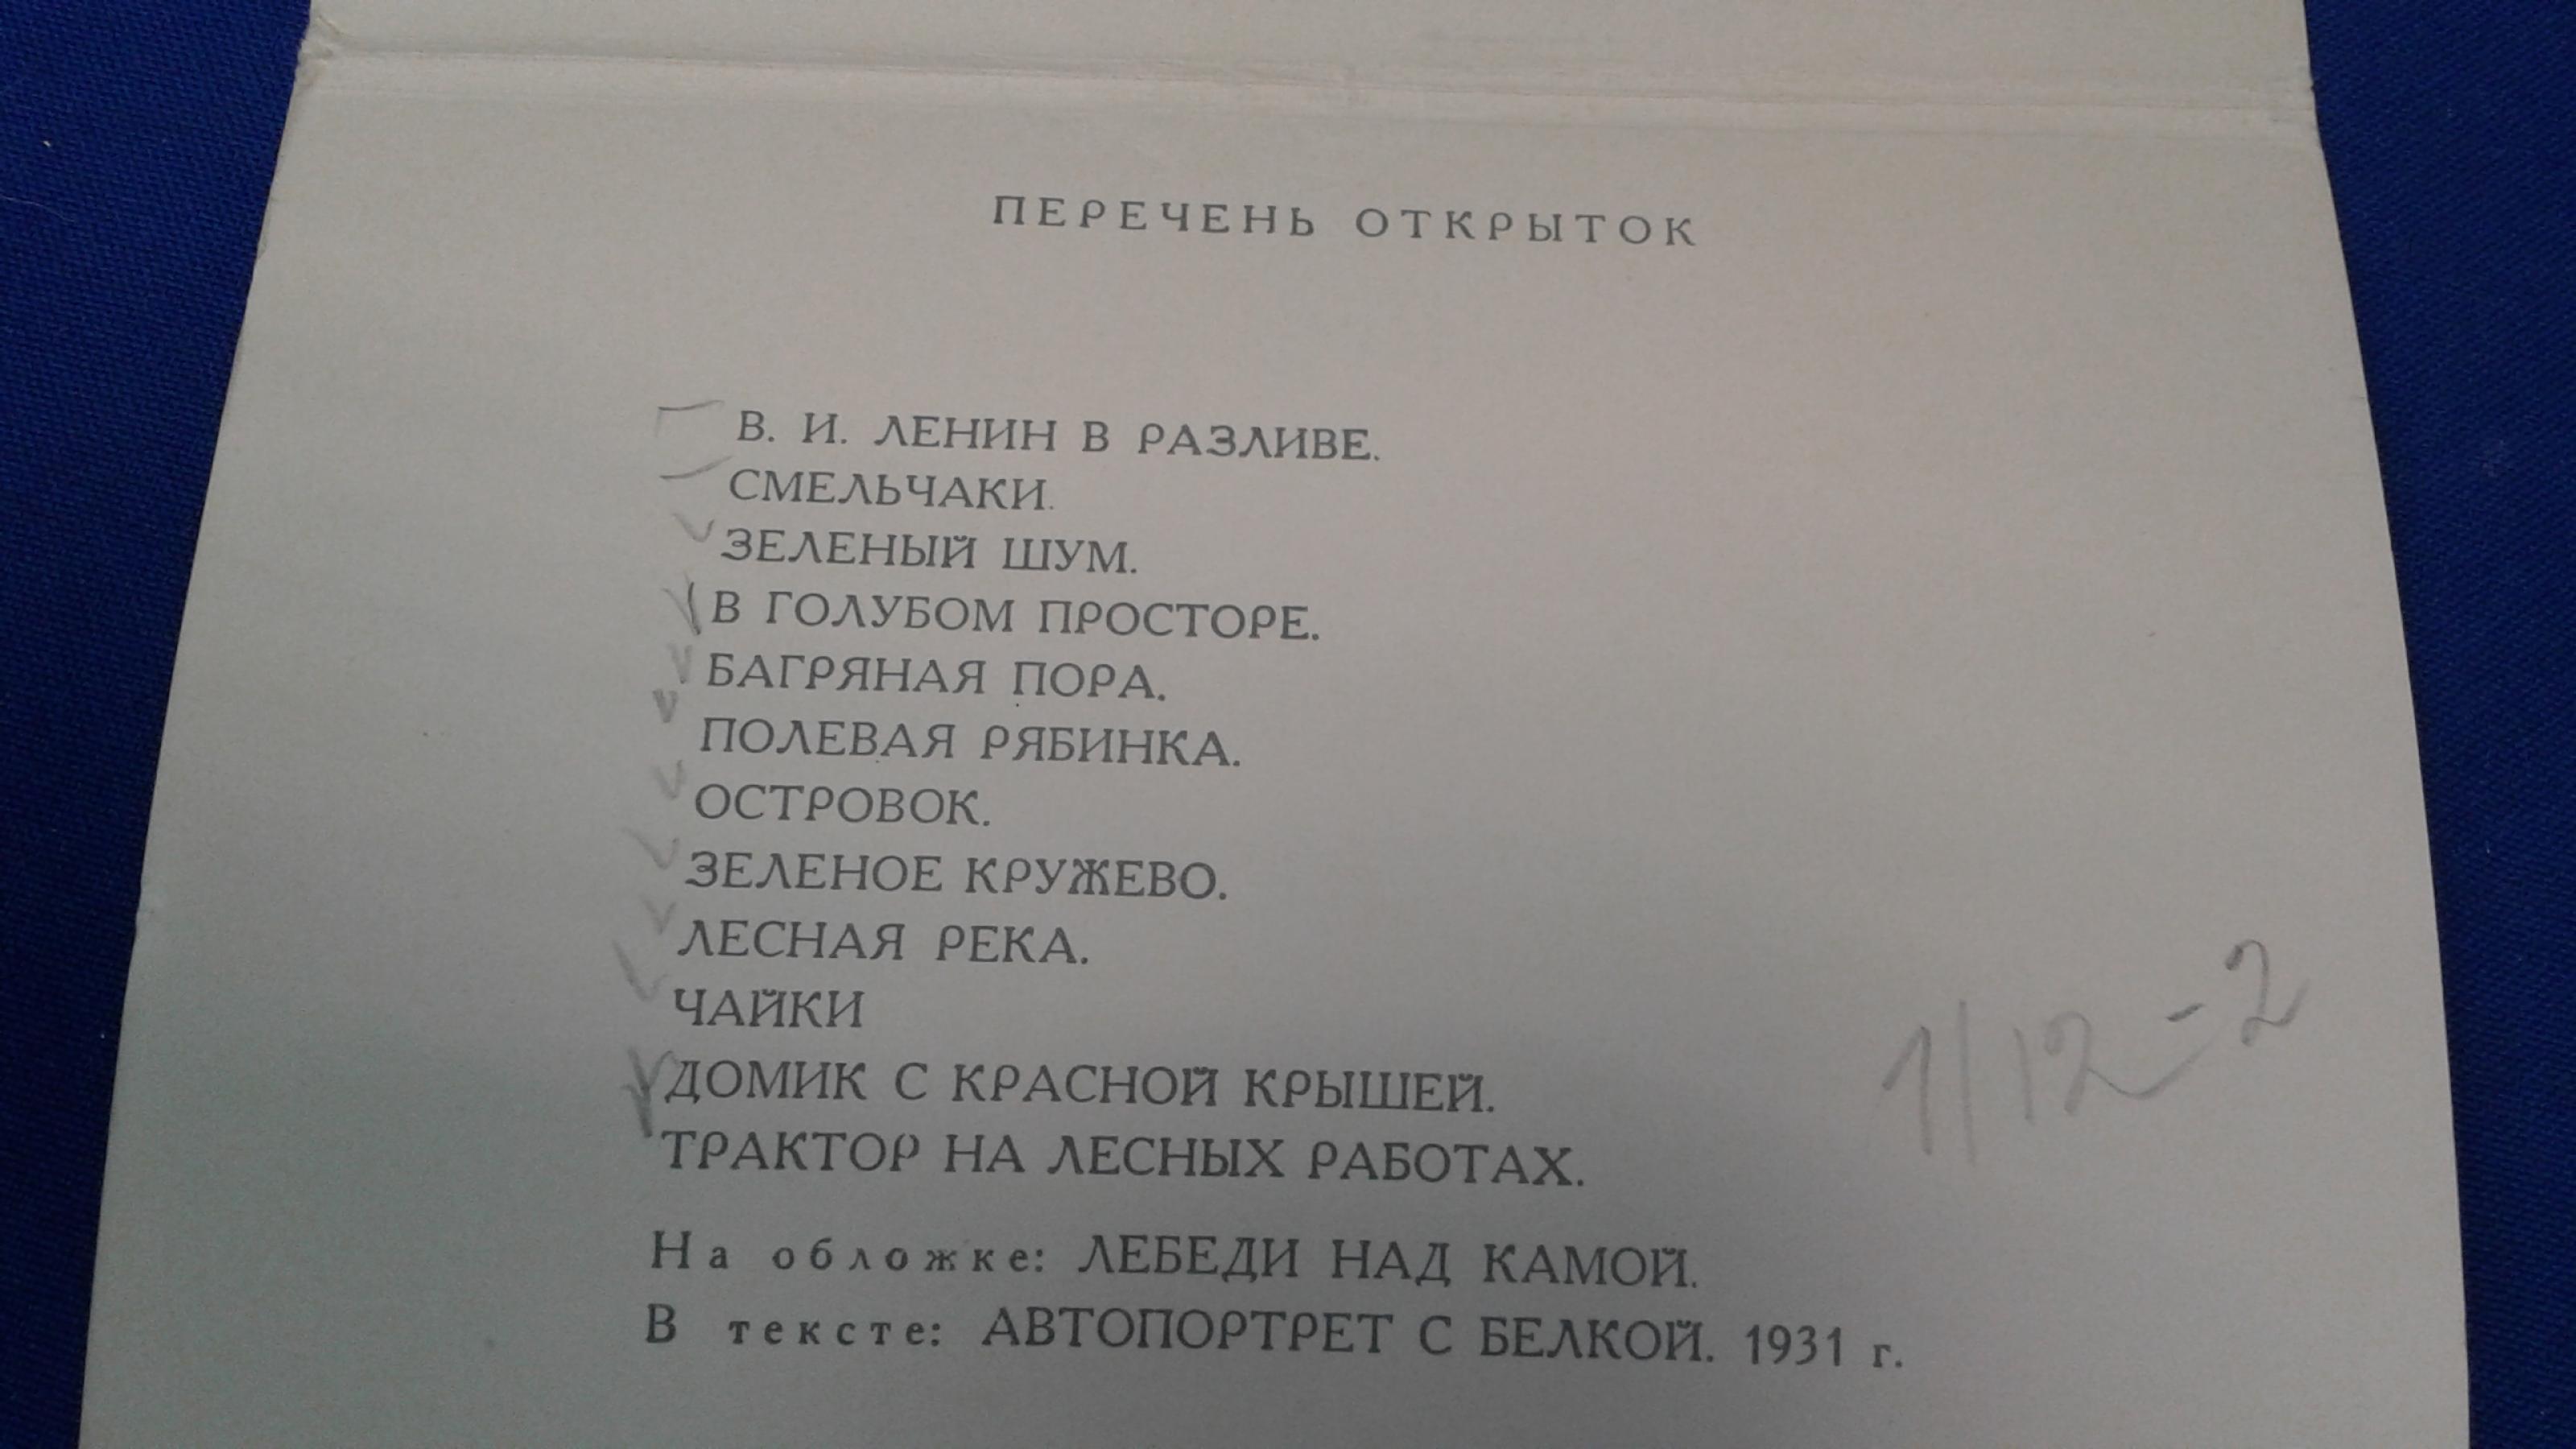 ПЕРЕЧЕНЬ ОТКРЫТОК
В. И. ЛЕНИН В РАЗЛИВЕ.
СМЕЛЬЧАКИ.
ЗЕЛЕНЫЙ ШУМ.
В ГОЛУБОМ ПРОСТОРЕ.
БАГРЯНАЯ ПОРА.
ПОЛЕВАЯ РЯБИНКА.
ОСТРОВОК.
ЗЕЛЕНОЕ КРУЖЕВО.
ЛЕСНАЯ РЕКА.
ЧАЙКИ
ДОМИК С КРАСНОЙ КРЫШЕЙ.
ТРАКТОР НА ЛЕСНЫХ РАБОТАХ.
1/12-2
На обложке: ЛЕБЕДИ НАД КАМОЙ.
В тексте: АВТОПОРТРЕТ С БЕЛКОЙ. 1931 г.